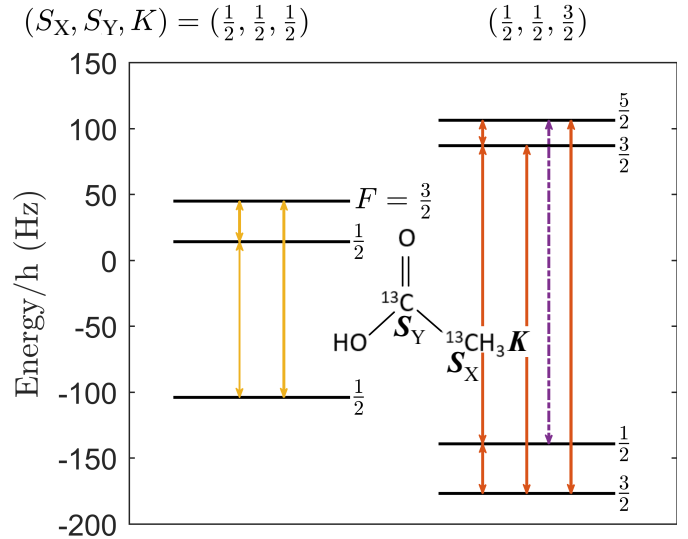 (S_X, S_Y, K) = (1/2, 1/2, 1/2)
(1/2, 1/2, 3/2)
Energy/h (Hz)
150
100
50
0
-50
-100
-150
-200
F = 3/2
1/2
1/2
5/2
3/2
1/2
3/2
O
¹³C
S_Y
HO
¹³CH₃ K
S_X